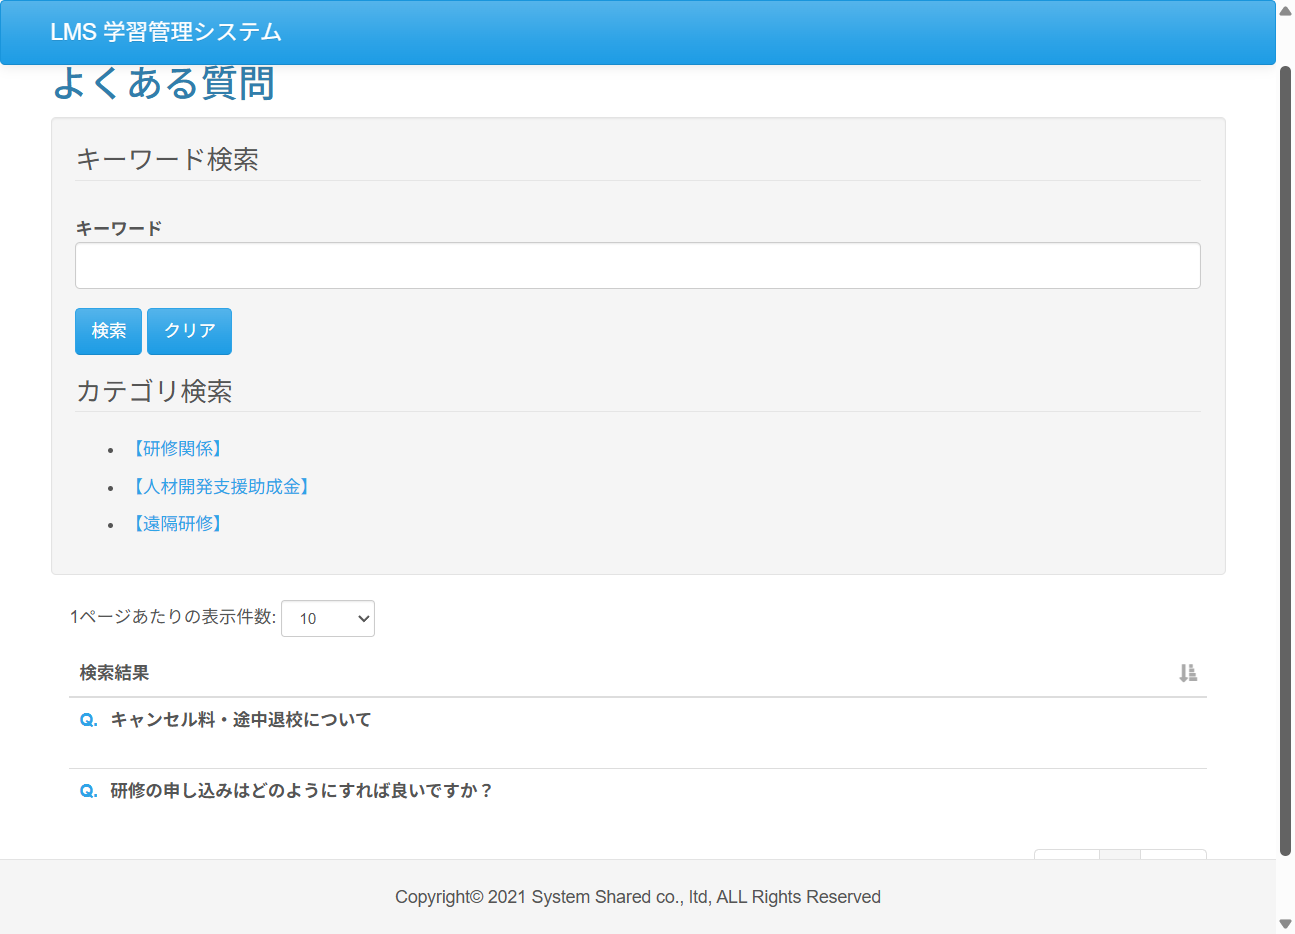 LMS 学習管理システム
よくある質問
キーワード検索
キーワード
検索 クリア
カテゴリ検索
【研修関係】
【人材開発支援助成金】
【遠隔研修】
1ページあたりの表示件数: 10
検索結果
Q. キャンセル料・途中退校について
Q. 研修の申し込みはどのようにすれば良いですか？
Copyright© 2021 System Shared co., ltd, ALL Rights Reserved